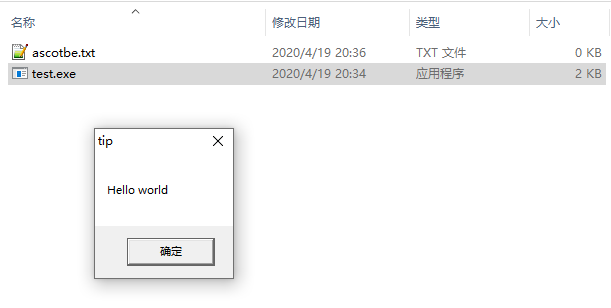 名称 修改日期 类型 大小
ascotbe.txt 2020/4/19 20:36 TXT 文件 0 KB
test.exe 2020/4/19 20:34 应用程序 2 KB
tip
Hello world
确定